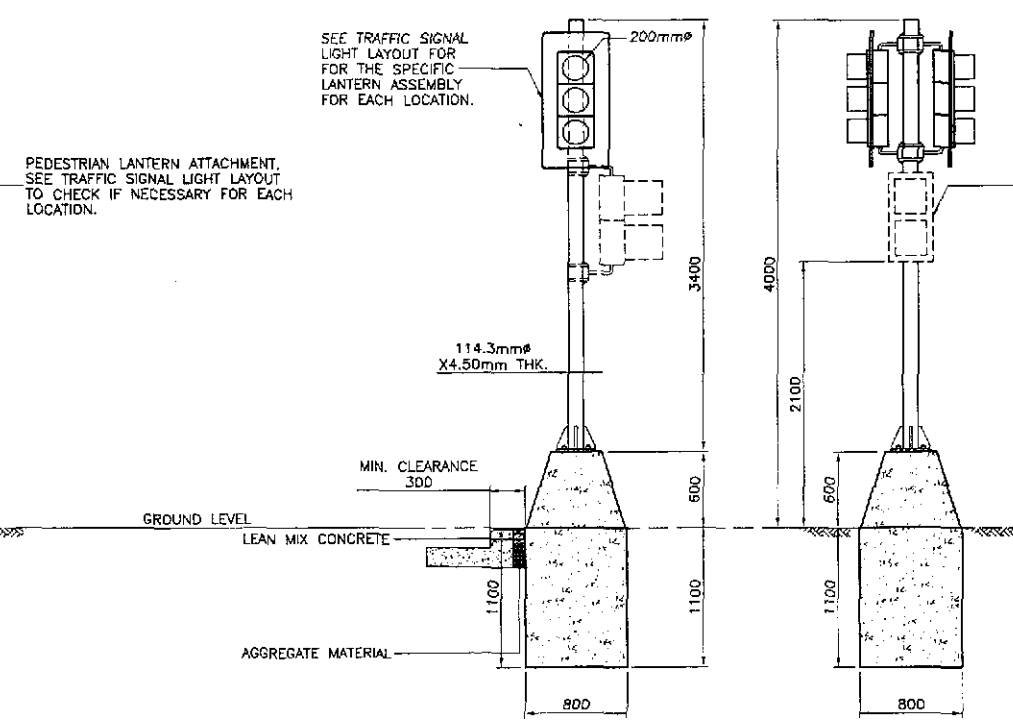 SEE TRAFFIC SIGNAL
LIGHT LAYOUT FOR
FOR THE SPECIFIC
LANTERN ASSEMBLY
FOR EACH LOCATION.
200mmø
PEDESTRIAN LANTERN ATTACHMENT.
SEE TRAFFIC SIGNAL LIGHT LAYOUT
TO CHECK IF NECESSARY FOR EACH
LOCATION.
3400
4000
2100
114.3mmø
X4.50mm THK.
MIN. CLEARANCE
300
600
600
GROUND LEVEL
LEAN MIX CONCRETE
1100
1100
1100
AGGREGATE MATERIAL
800
800